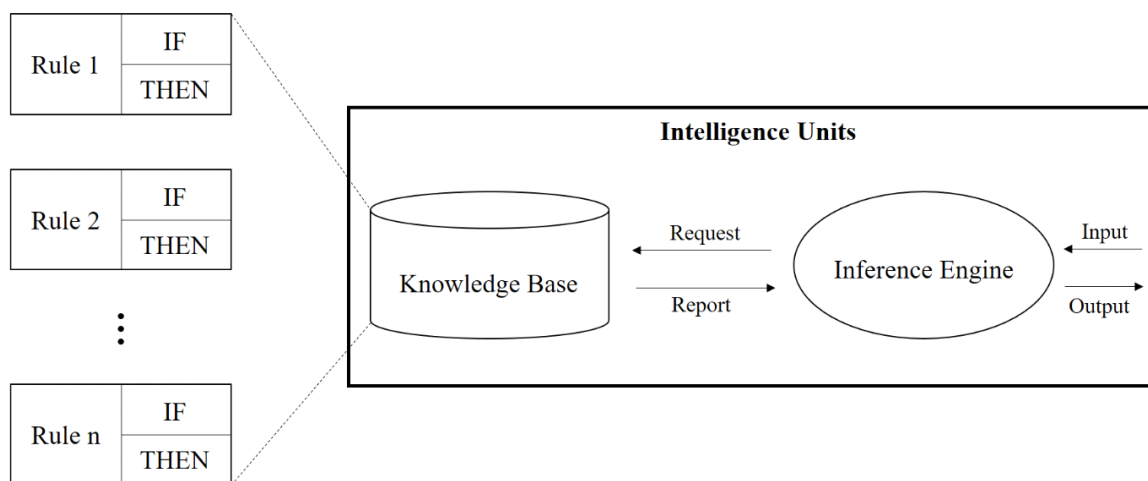 Rule 1
IF
THEN
Rule 2
IF
THEN
Rule n
IF
THEN
Intelligence Units
Knowledge Base
Request
Report
Inference Engine
Input
Output